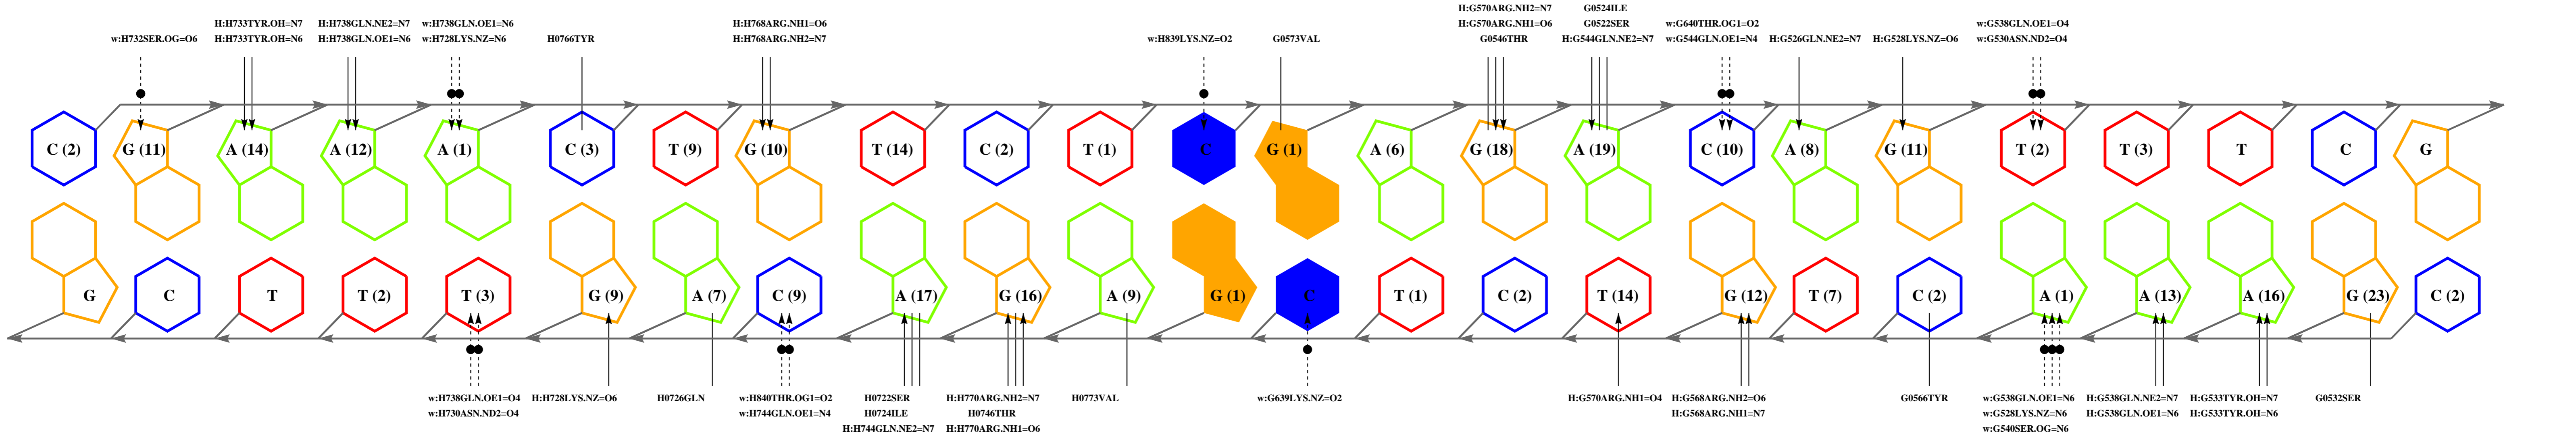 H:G570ARG.NH2=N7 G0524ILE
H:H733TYR.OH=N7 H:H738GLN.NE2=N7 w:H738GLN.OE1=N6 H:H768ARG.NH1=O6 H:G570ARG.NH1=O6 G0522SER w:G640THR.OG1=O2 w:G538GLN.OE1=O4
w:H732SER.OG=O6 H:H733TYR.OH=N6 H:H738GLN.OE1=N6 w:H728LYS.NZ=N6 H0766TYR H:H768ARG.NH2=N7 w:H839LYS.NZ=O2 G0573VAL G0546THR H:G544GLN.NE2=N7 w:G544GLN.OE1=N4 H:G526GLN.NE2=N7 H:G528LYS.NZ=O6 w:G530ASN.ND2=O4
C (2) G (11) A (14) A (12) A (1) C (3) T (9) G (10) T (14) C (2) T (1) C G (1) A (6) G (18) A (19) C (10) A (8) G (11) T (2) T (3) T C G
G C T T (2) T (3) G (9) A (7) C (9) A (17) G (16) A (9) G (1) C T (1) C (2) T (14) G (12) T (7) C (2) A (1) A (13) A (16) G (23) C (2)
w:H738GLN.OE1=O4 H:H728LYS.NZ=O6 H0726GLN w:H840THR.OG1=O2 H0722SER H:H770ARG.NH2=N7 H0773VAL w:G639LYS.NZ=O2 H:G570ARG.NH1=O4 H:G568ARG.NH2=O6 G0566TYR w:G538GLN.OE1=N6 H:G538GLN.NE2=N7 H:G533TYR.OH=N7 G0532SER
w:H730ASN.ND2=O4 w:H744GLN.OE1=N4 H0724ILE H0746THR H:G568ARG.NH1=N7 w:G528LYS.NZ=N6 H:G538GLN.OE1=N6 H:G533TYR.OH=N6
H:H744GLN.NE2=N7 H:H770ARG.NH1=O6 w:G540SER.OG=N6